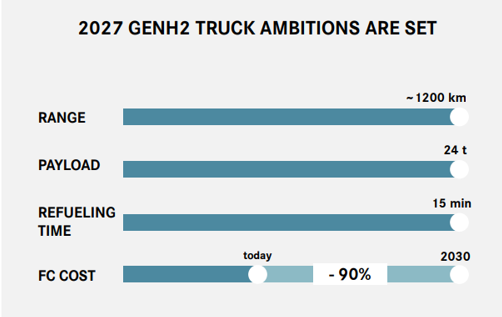 2027 GENH2 TRUCK AMBITIONS ARE SET
~1200 km
RANGE
24 t
PAYLOAD
15 min
REFUELING
TIME
today
2030
FC COST
- 90%